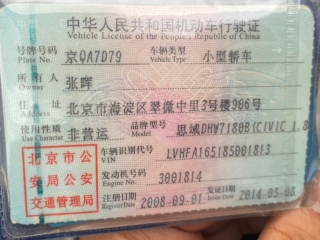 中华人民共和国机动车行驶证
Vehicle License of the People's Republic of China
号牌号码 Plate No. 京QA7D79 车辆类型 Vehicle Type 小型轿车
所有人 Owner 张晖
住址 Address 北京市海淀区翠微中里3号楼906号
使用性质 Use Character 非营运 品牌型号 Model 思域DHW7180B(CIVIC 1.8
北京市公安局公安交通管理局
车辆识别代号 VIN LVHFA165185001813
发动机号码 Engine No. 3001814
注册日期 Register Date 2008-09-01 发证日期 Issue Date 2014-05-08